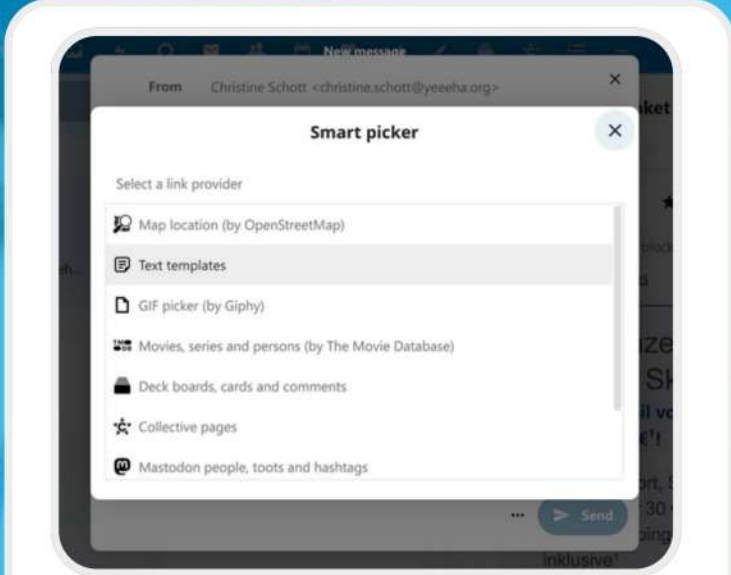 New message
From Christine Schott <christine.schott@yeeeha.org>
Smart picker
Select a link provider
Map location (by OpenStreetMap)
Text templates
GIF picker (by Giphy)
Movies, series and persons (by The Movie Database)
Deck boards, cards and comments
Collective pages
Mastodon people, toots and hashtags
Send
inklusive¹